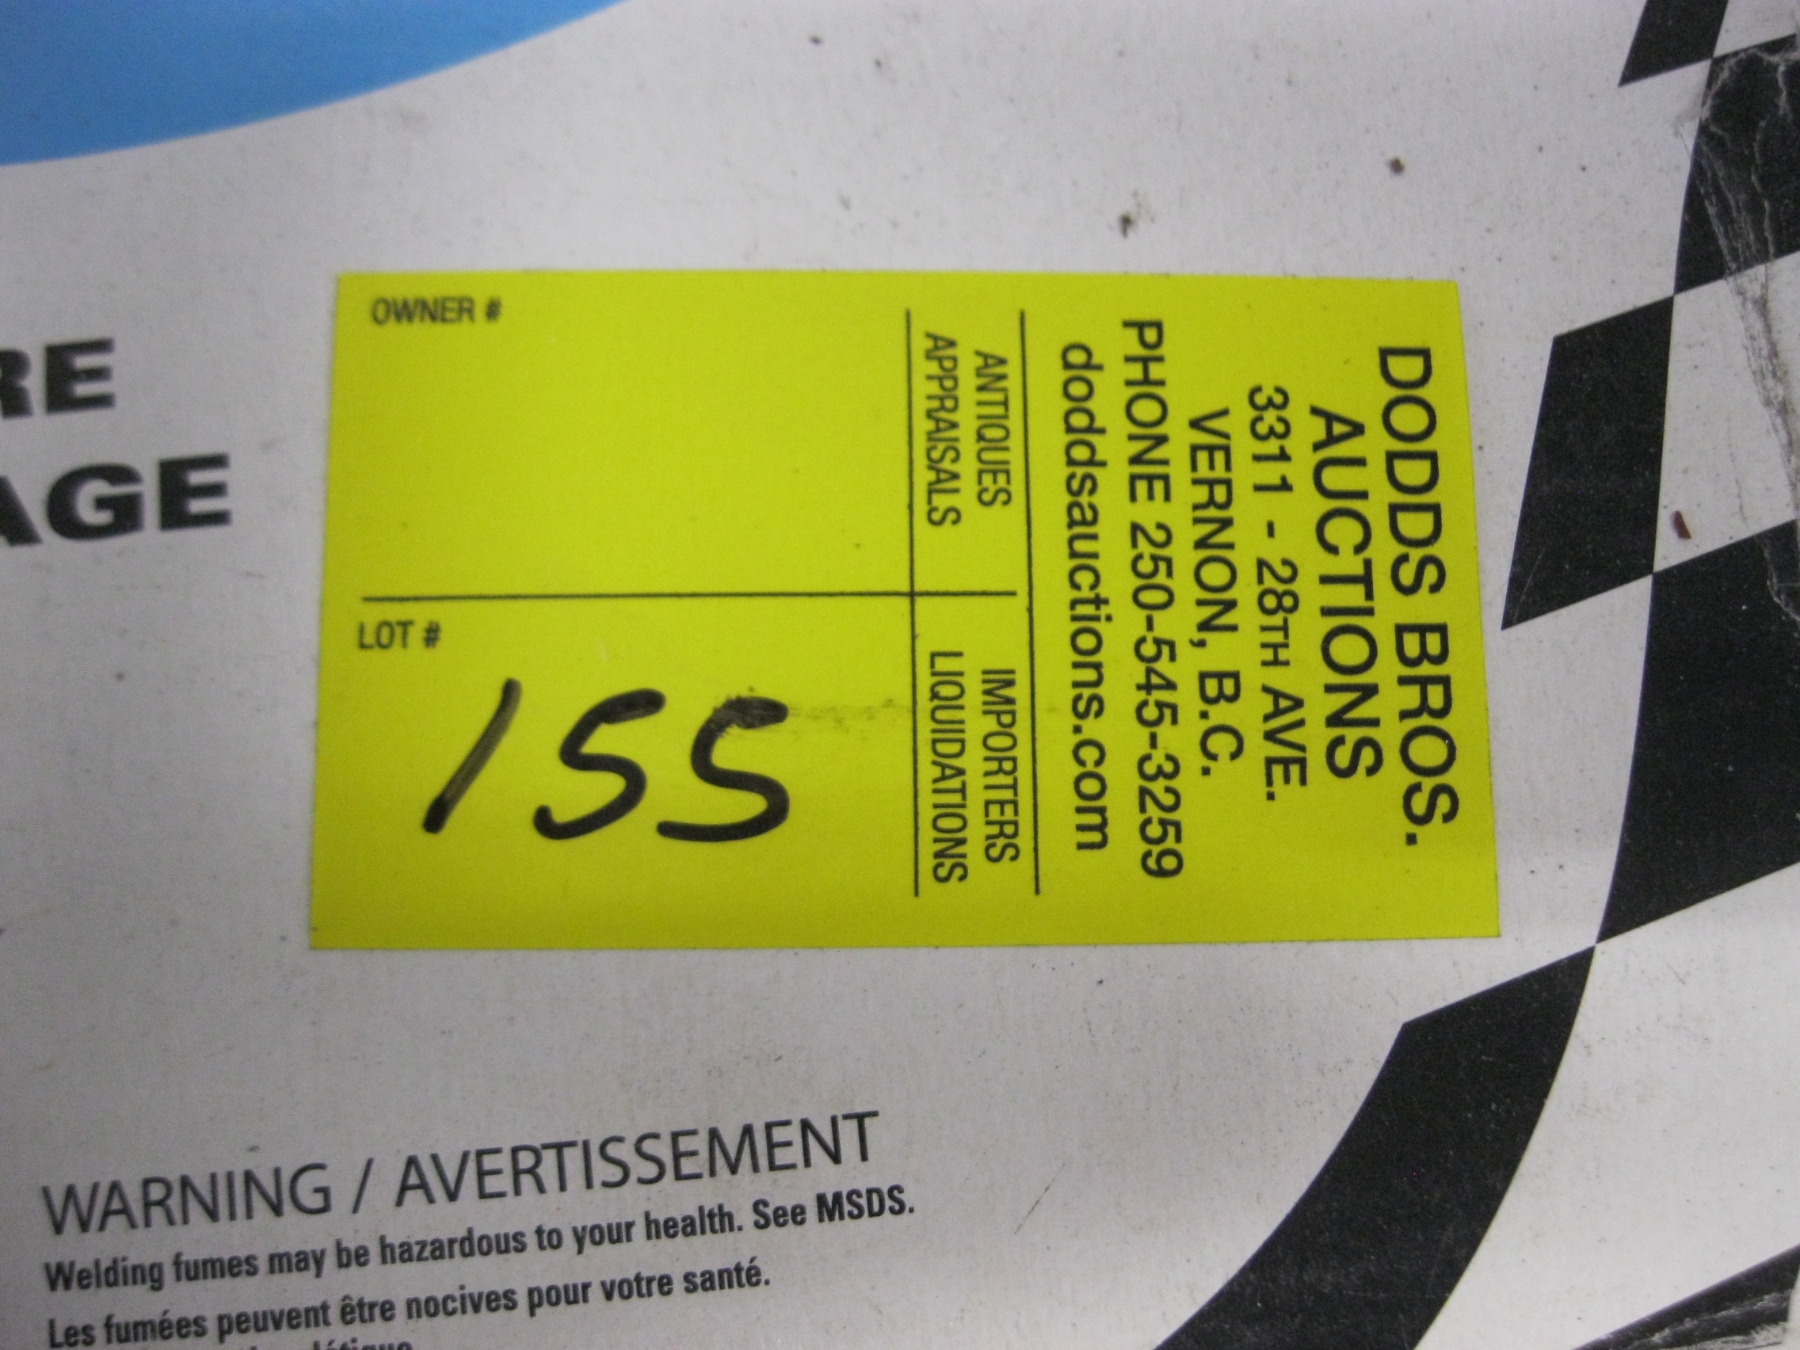 RE
AGE
DODDS BROS.
AUCTIONS
3311 - 28TH AVE.
VERNON, B.C.
PHONE 250-545-3259
doddsauctions.com
ANTIQUES IMPORTERS
APPRAISALS LIQUIDATIONS
OWNER #
LOT #
155
WARNING / AVERTISSEMENT
Welding fumes may be hazardous to your health. See MSDS.
Les fumées peuvent être nocives pour votre santé.